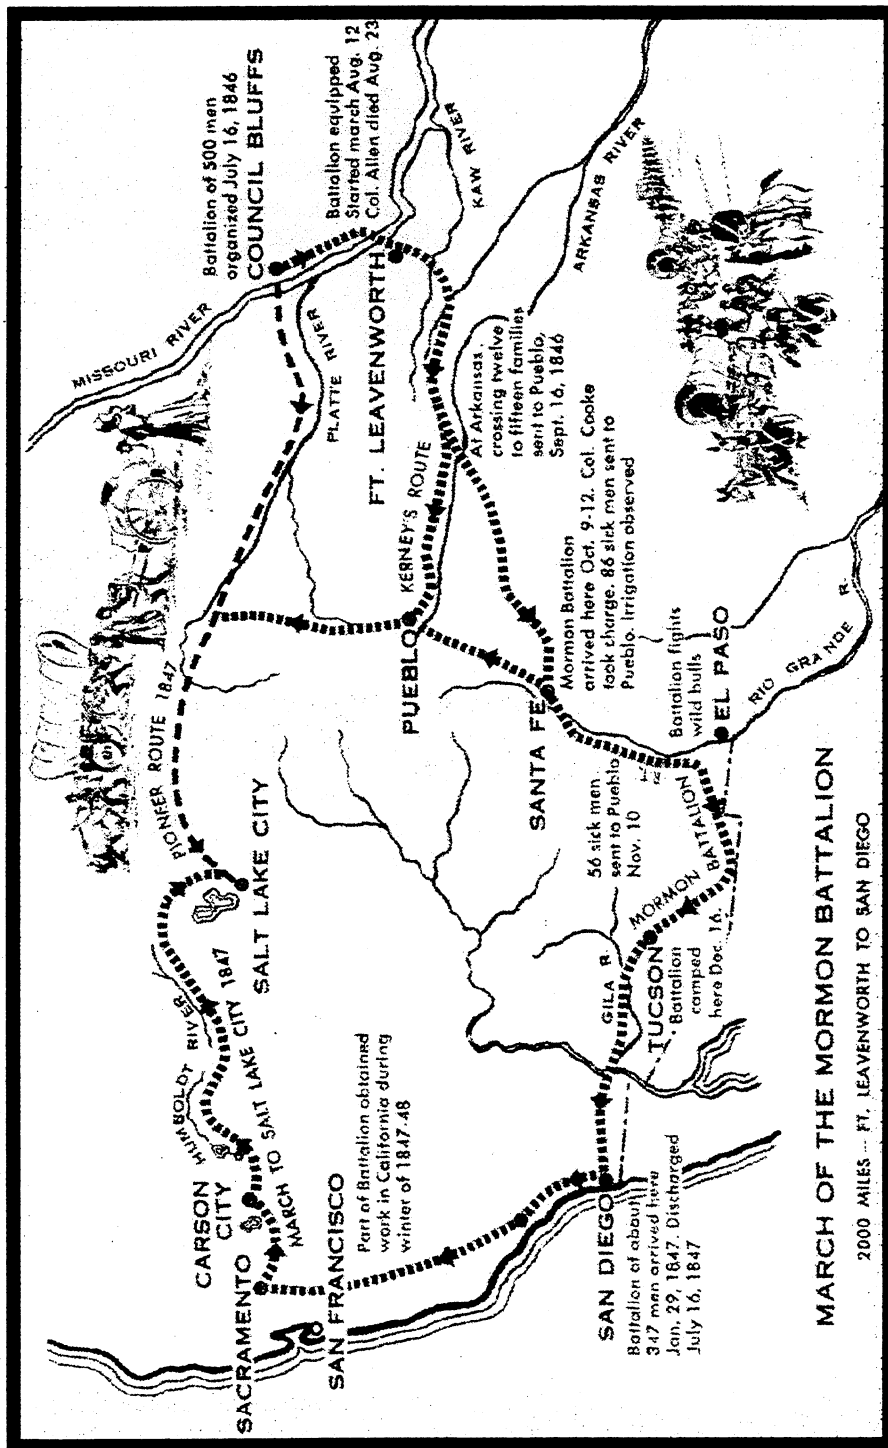 MARCH OF THE MORMON BATTALION
2000 MILES -- FT. LEAVENWORTH TO SAN DIEGO
Battalion of 500 men
organized July 16, 1846
COUNCIL BLUFFS
Battalion equipped
Started march Aug. 12
Col. Allen died Aug. 23
MISSOURI RIVER
PLATTE RIVER
FT. LEAVENWORTH
KAW RIVER
ARKANSAS RIVER
KERNEY'S ROUTE
At Arkansas
crossing twelve
to fifteen families
sent to Pueblo,
Sept. 16, 1846
PUEBLO
Mormon Battalion
arrived here Oct. 9-12. Col. Cooke
took charge. 86 sick men sent to
Pueblo. Irrigation observed
SANTA FE
Battalion fights
wild bulls
EL PASO
RIO GRANDE R.
56 sick men
sent to Pueblo
Nov. 10
MORMON BATTALION
GILA R.
TUCSON
Battalion
camped
here Dec. 16
SAN DIEGO
Battalion of about
347 men arrived here
Jan. 29, 1847. Discharged
July 16, 1847
Part of Battalion obtained
work in California during
winter of 1847-48
SAN FRANCISCO
SACRAMENTO
CARSON
CITY
HUMBOLDT RIVER
MARCH TO SALT LAKE CITY 1847
SALT LAKE CITY
PIONEER ROUTE 1847